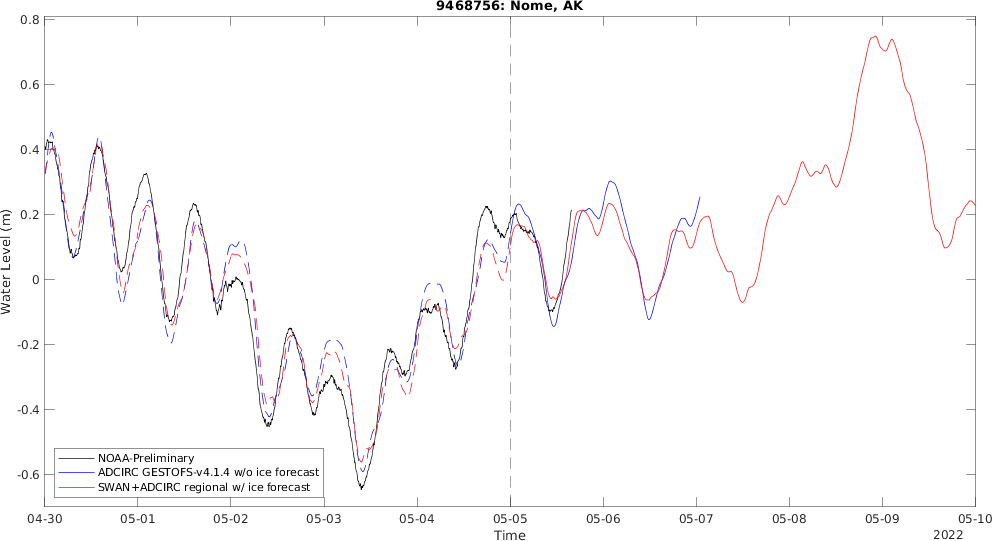 9468756: Nome, AK
0.8
0.6
0.4
0.2
0
-0.2
-0.4
-0.6
Water Level (m)
NOAA-Preliminary
ADCIRC GESTOFS-v4.1.4 w/o ice forecast
SWAN+ADCIRC regional w/ ice forecast
04-30 05-01 05-02 05-03 05-04 05-05 05-06 05-07 05-08 05-09 05-10
Time
2022